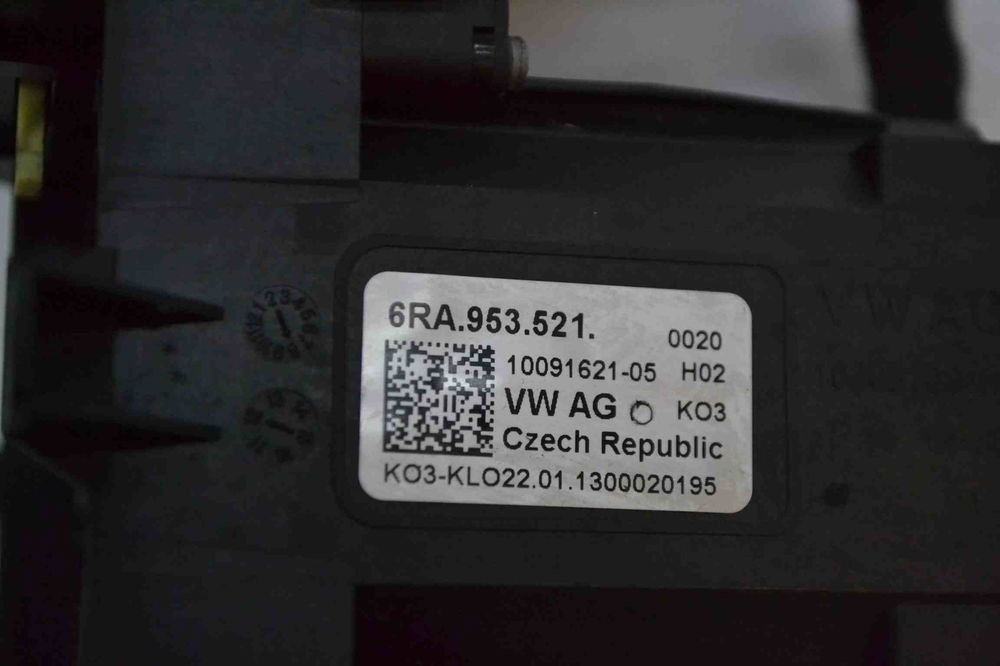 6RA.953.521.
0020
10091621-05 H02
VW AG KO3
Czech Republic
KO3-KLO22.01.1300020195